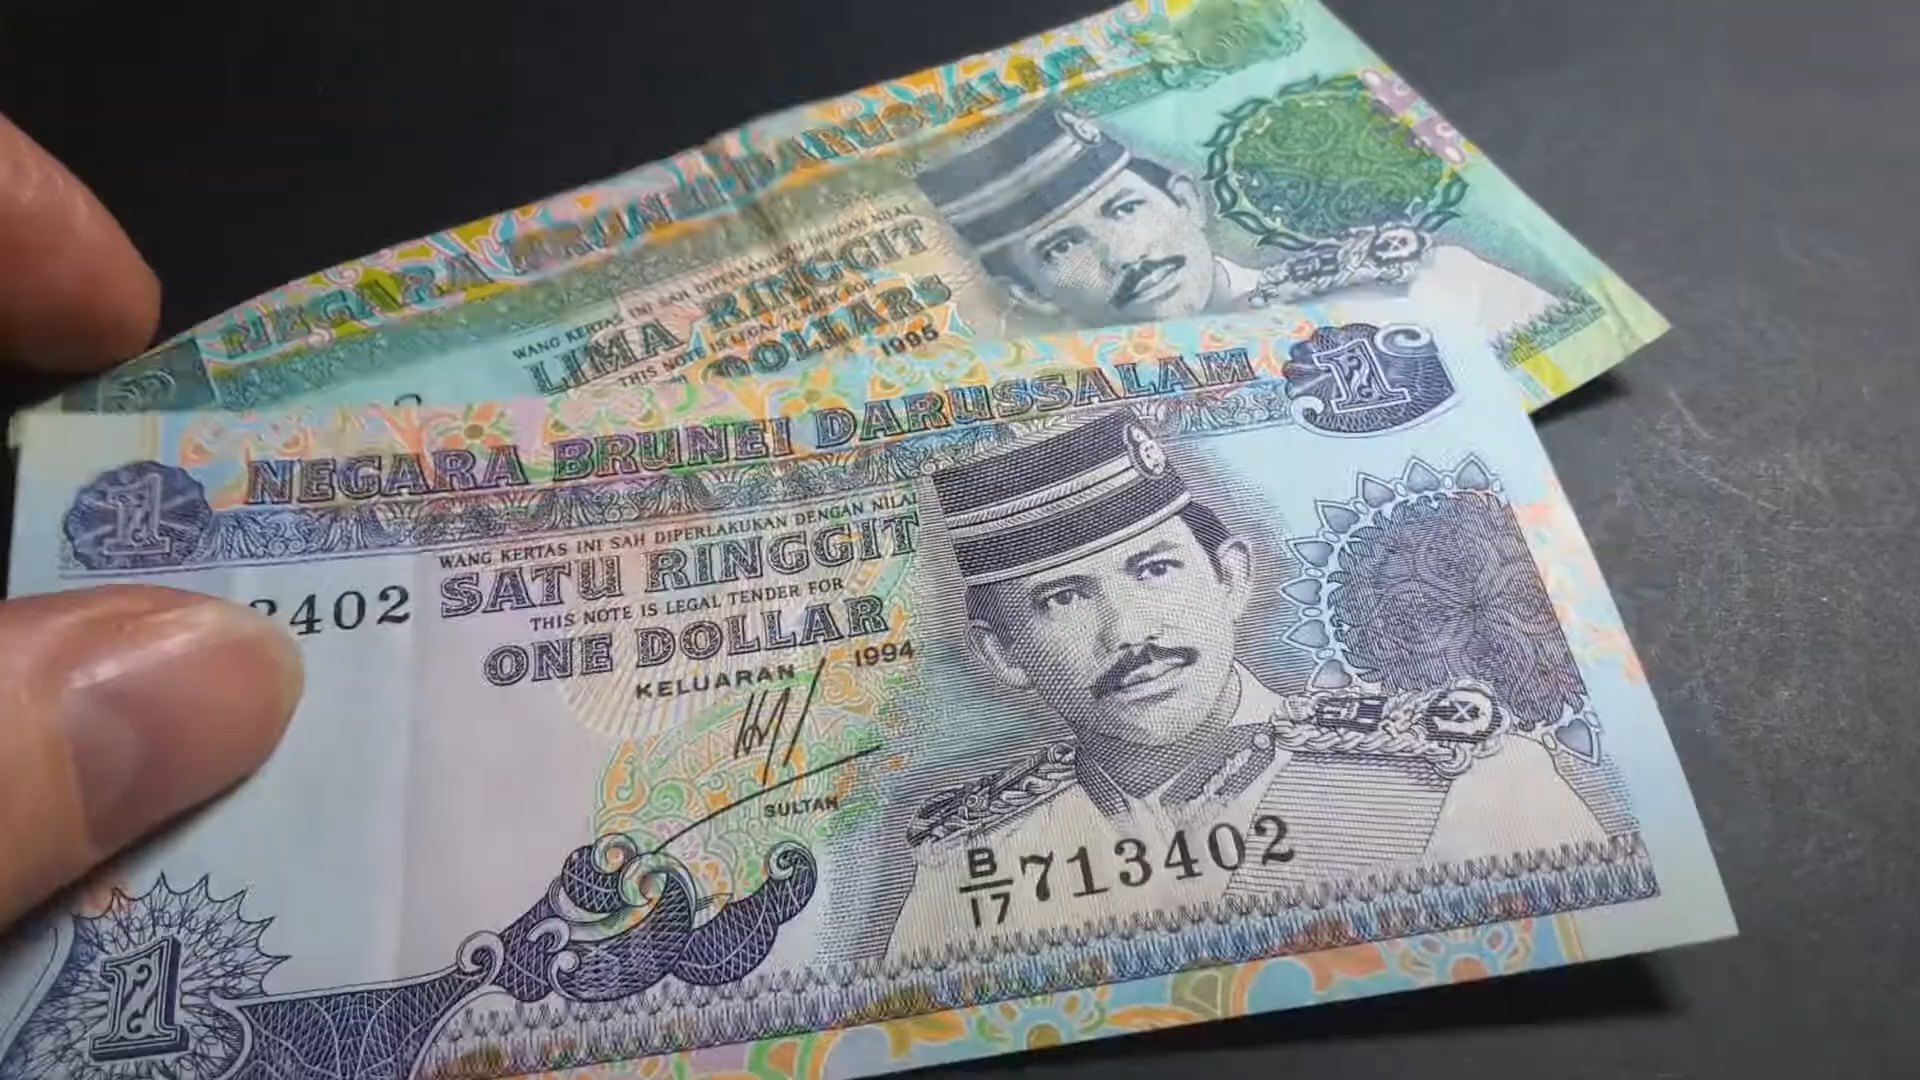 NEGARA BRUNEI DARUSSALAM
WANG KERTAS INI SAH DIPERLAKUKAN DENGAN NILAI
LIMA RINGGIT
THIS NOTE IS LEGAL TENDER FOR
DOLLARS
1995
1
NEGARA BRUNEI DARUSSALAM
1
WANG KERTAS INI SAH DIPERLAKUKAN DENGAN NILAI
SATU RINGGIT
402
THIS NOTE IS LEGAL TENDER FOR
ONE DOLLAR
KELUARAN 1994
SULTAN
B/17 713402
1